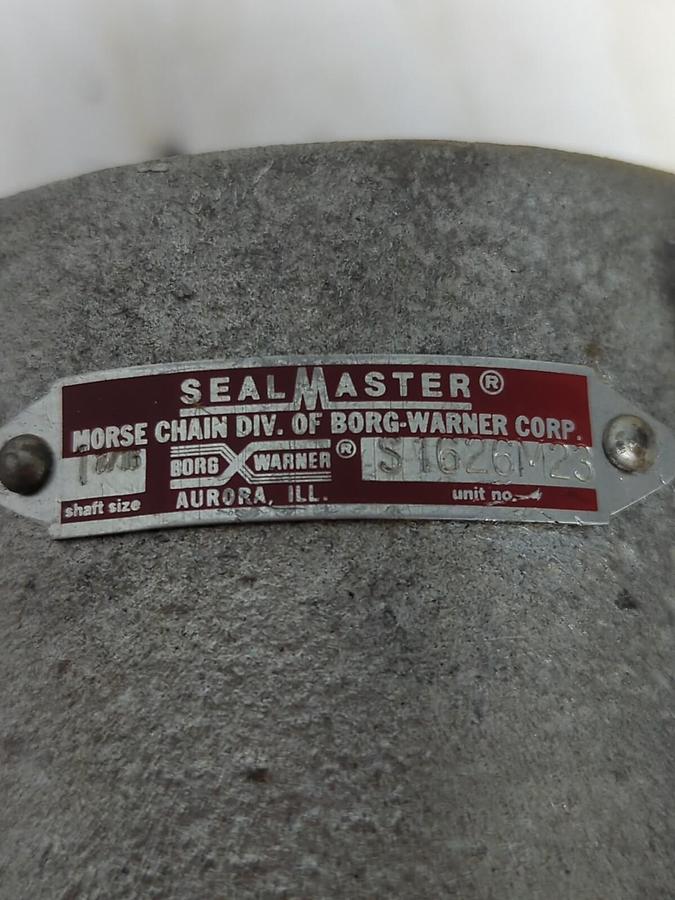 SEALMASTER®
MORSE CHAIN DIV. OF BORG-WARNER CORP.
BORG WARNER ® S1626M23
AURORA, ILL.
shaft size unit no.